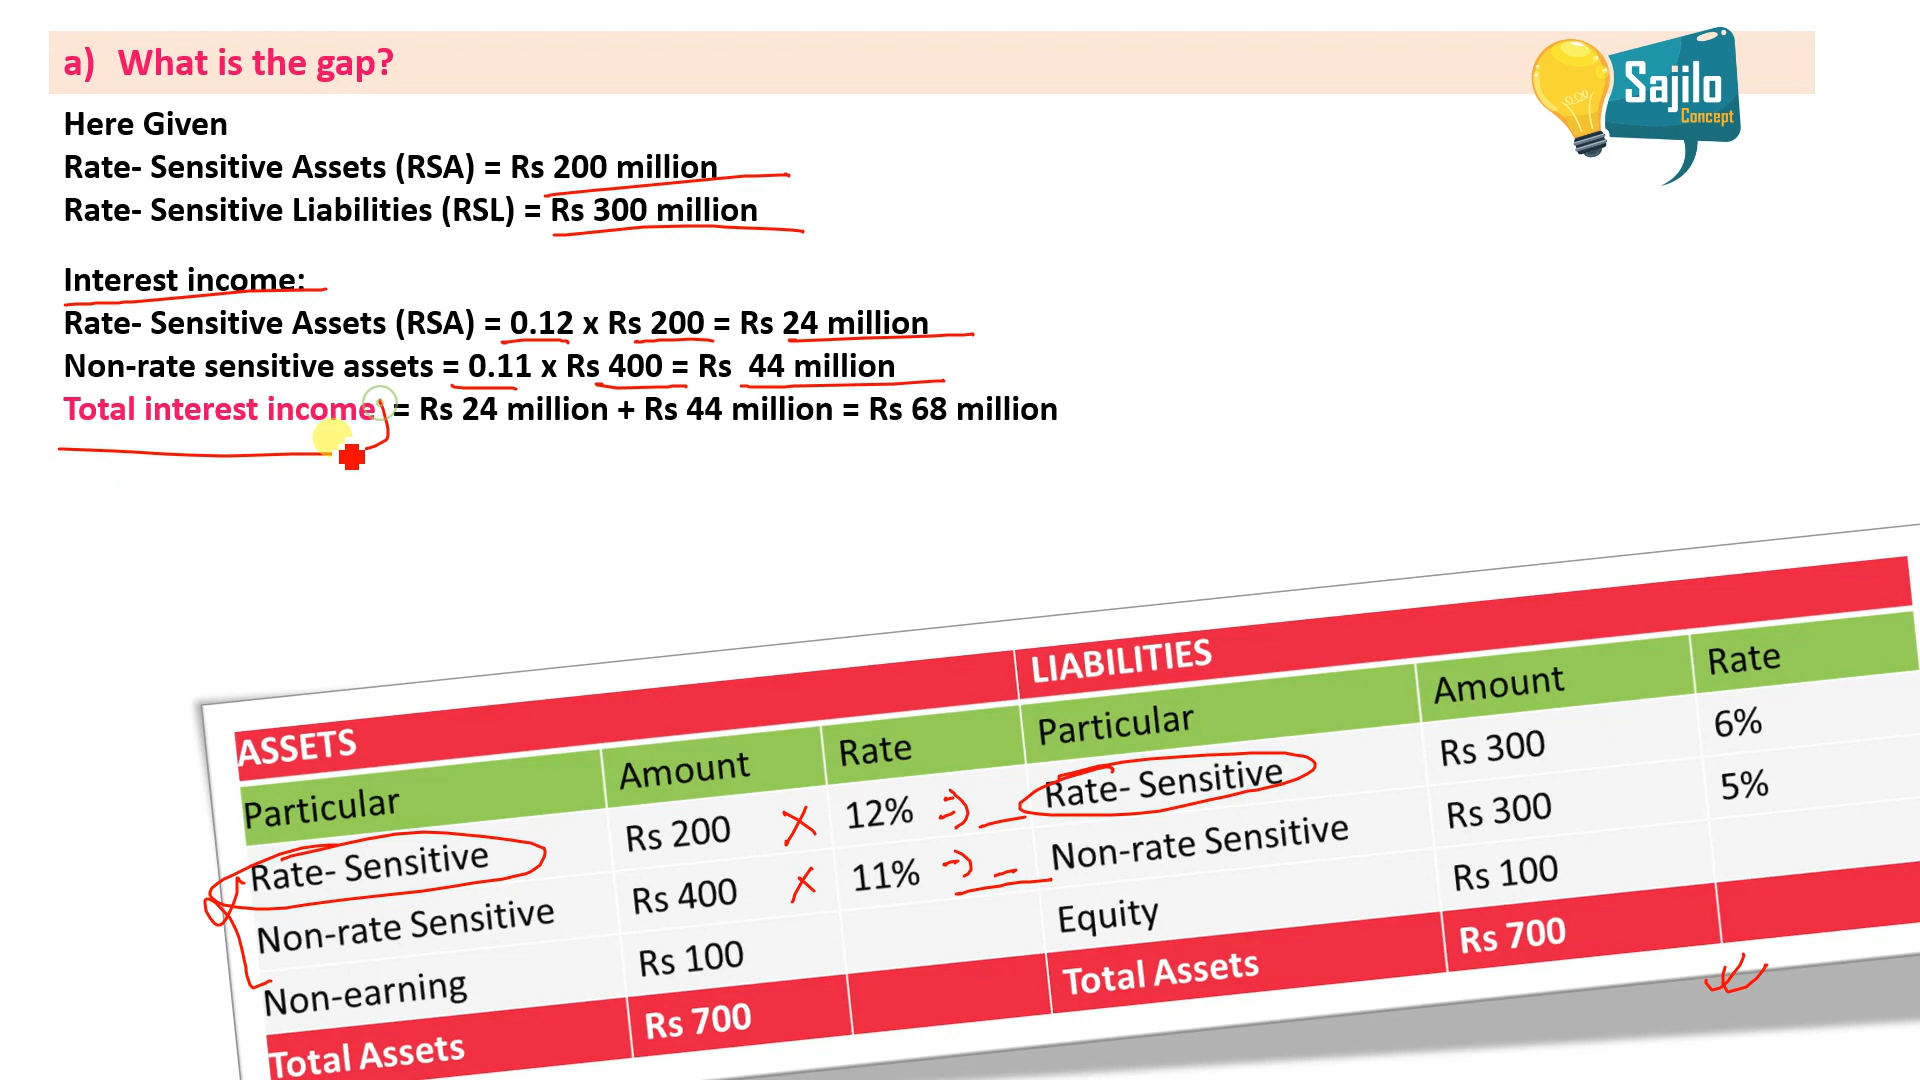 a) What is the gap?
Sajilo
Concept
Here Given
Rate- Sensitive Assets (RSA) = Rs 200 million
Rate- Sensitive Liabilities (RSL) = Rs 300 million
Interest income:
Rate- Sensitive Assets (RSA) = 0.12 x Rs 200 = Rs 24 million
Non-rate sensitive assets = 0.11 x Rs 400 = Rs 44 million
Total interest income = Rs 24 million + Rs 44 million = Rs 68 million
ASSETS LIABILITIES
Particular Amount Rate Particular Amount Rate
Rate- Sensitive Rs 200 12% Rate- Sensitive Rs 300 6%
Non-rate Sensitive Rs 400 11% Non-rate Sensitive Rs 300 5%
Non-earning Rs 100 Equity Rs 100
Total Assets Rs 700 Total Assets Rs 700